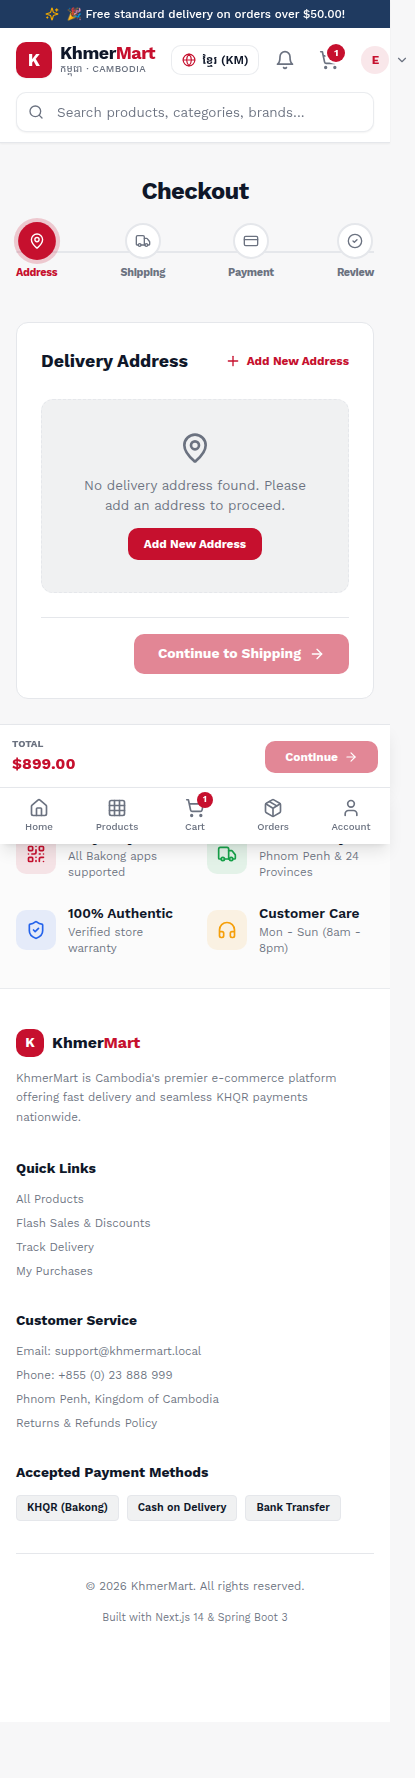 ✨ 🎉 Free standard delivery on orders over $50.00!
K
KhmerMart
កម្ពុជា · CAMBODIA
ខ្មែរ (KM)
1
E
Search products, categories, brands...
Checkout
Address
Shipping
Payment
Review
Delivery Address
Add New Address
No delivery address found. Please
add an address to proceed.
Add New Address
Continue to Shipping
TOTAL
$899.00
Continue
1
Home
Products
Cart
Orders
Account
All Bakong apps
supported
Phnom Penh & 24
Provinces
100% Authentic
Verified store
warranty
Customer Care
Mon - Sun (8am -
8pm)
K
KhmerMart
KhmerMart is Cambodia's premier e-commerce platform
offering fast delivery and seamless KHQR payments
nationwide.
Quick Links
All Products
Flash Sales & Discounts
Track Delivery
My Purchases
Customer Service
Email: support@khmermart.local
Phone: +855 (0) 23 888 999
Phnom Penh, Kingdom of Cambodia
Returns & Refunds Policy
Accepted Payment Methods
KHQR (Bakong)
Cash on Delivery
Bank Transfer
© 2026 KhmerMart. All rights reserved.
Built with Next.js 14 & Spring Boot 3